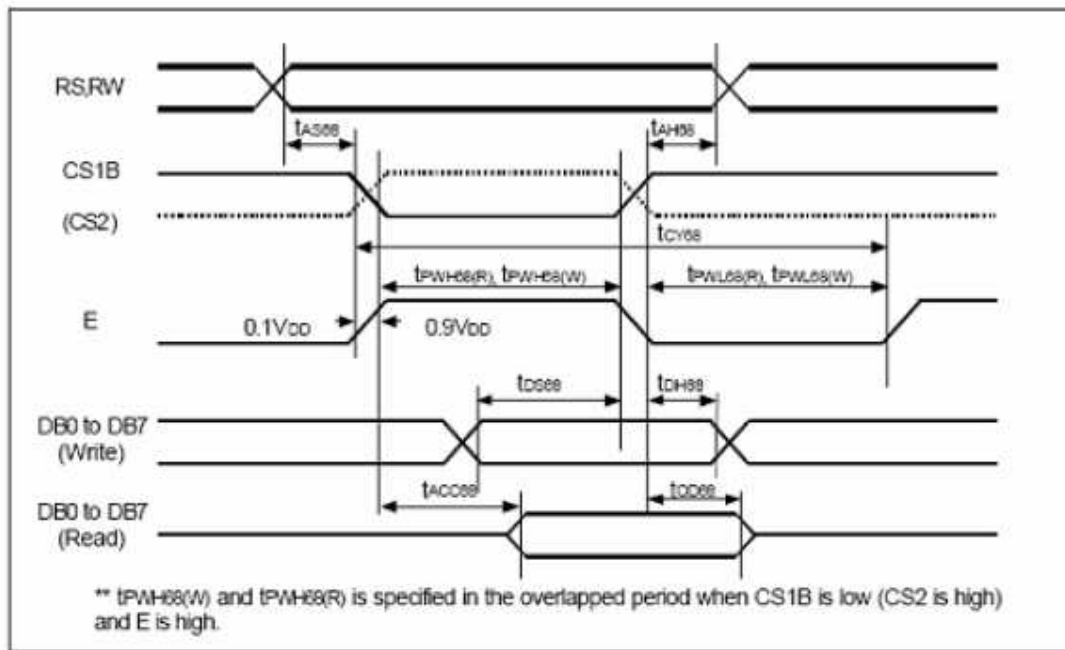 RS,RW
tAS68
tAH68
CS1B
(CS2)
tCY68
tPWH68(R), tPWH68(W)
tPWL68(R), tPWL68(W)
E
0.1VDD
0.9VDD
tDS68
tDH68
DB0 to DB7
(Write)
tACC68
tOD68
DB0 to DB7
(Read)
** tPWH68(W) and tPWH68(R) is specified in the overlapped period when CS1B is low (CS2 is high)
and E is high.